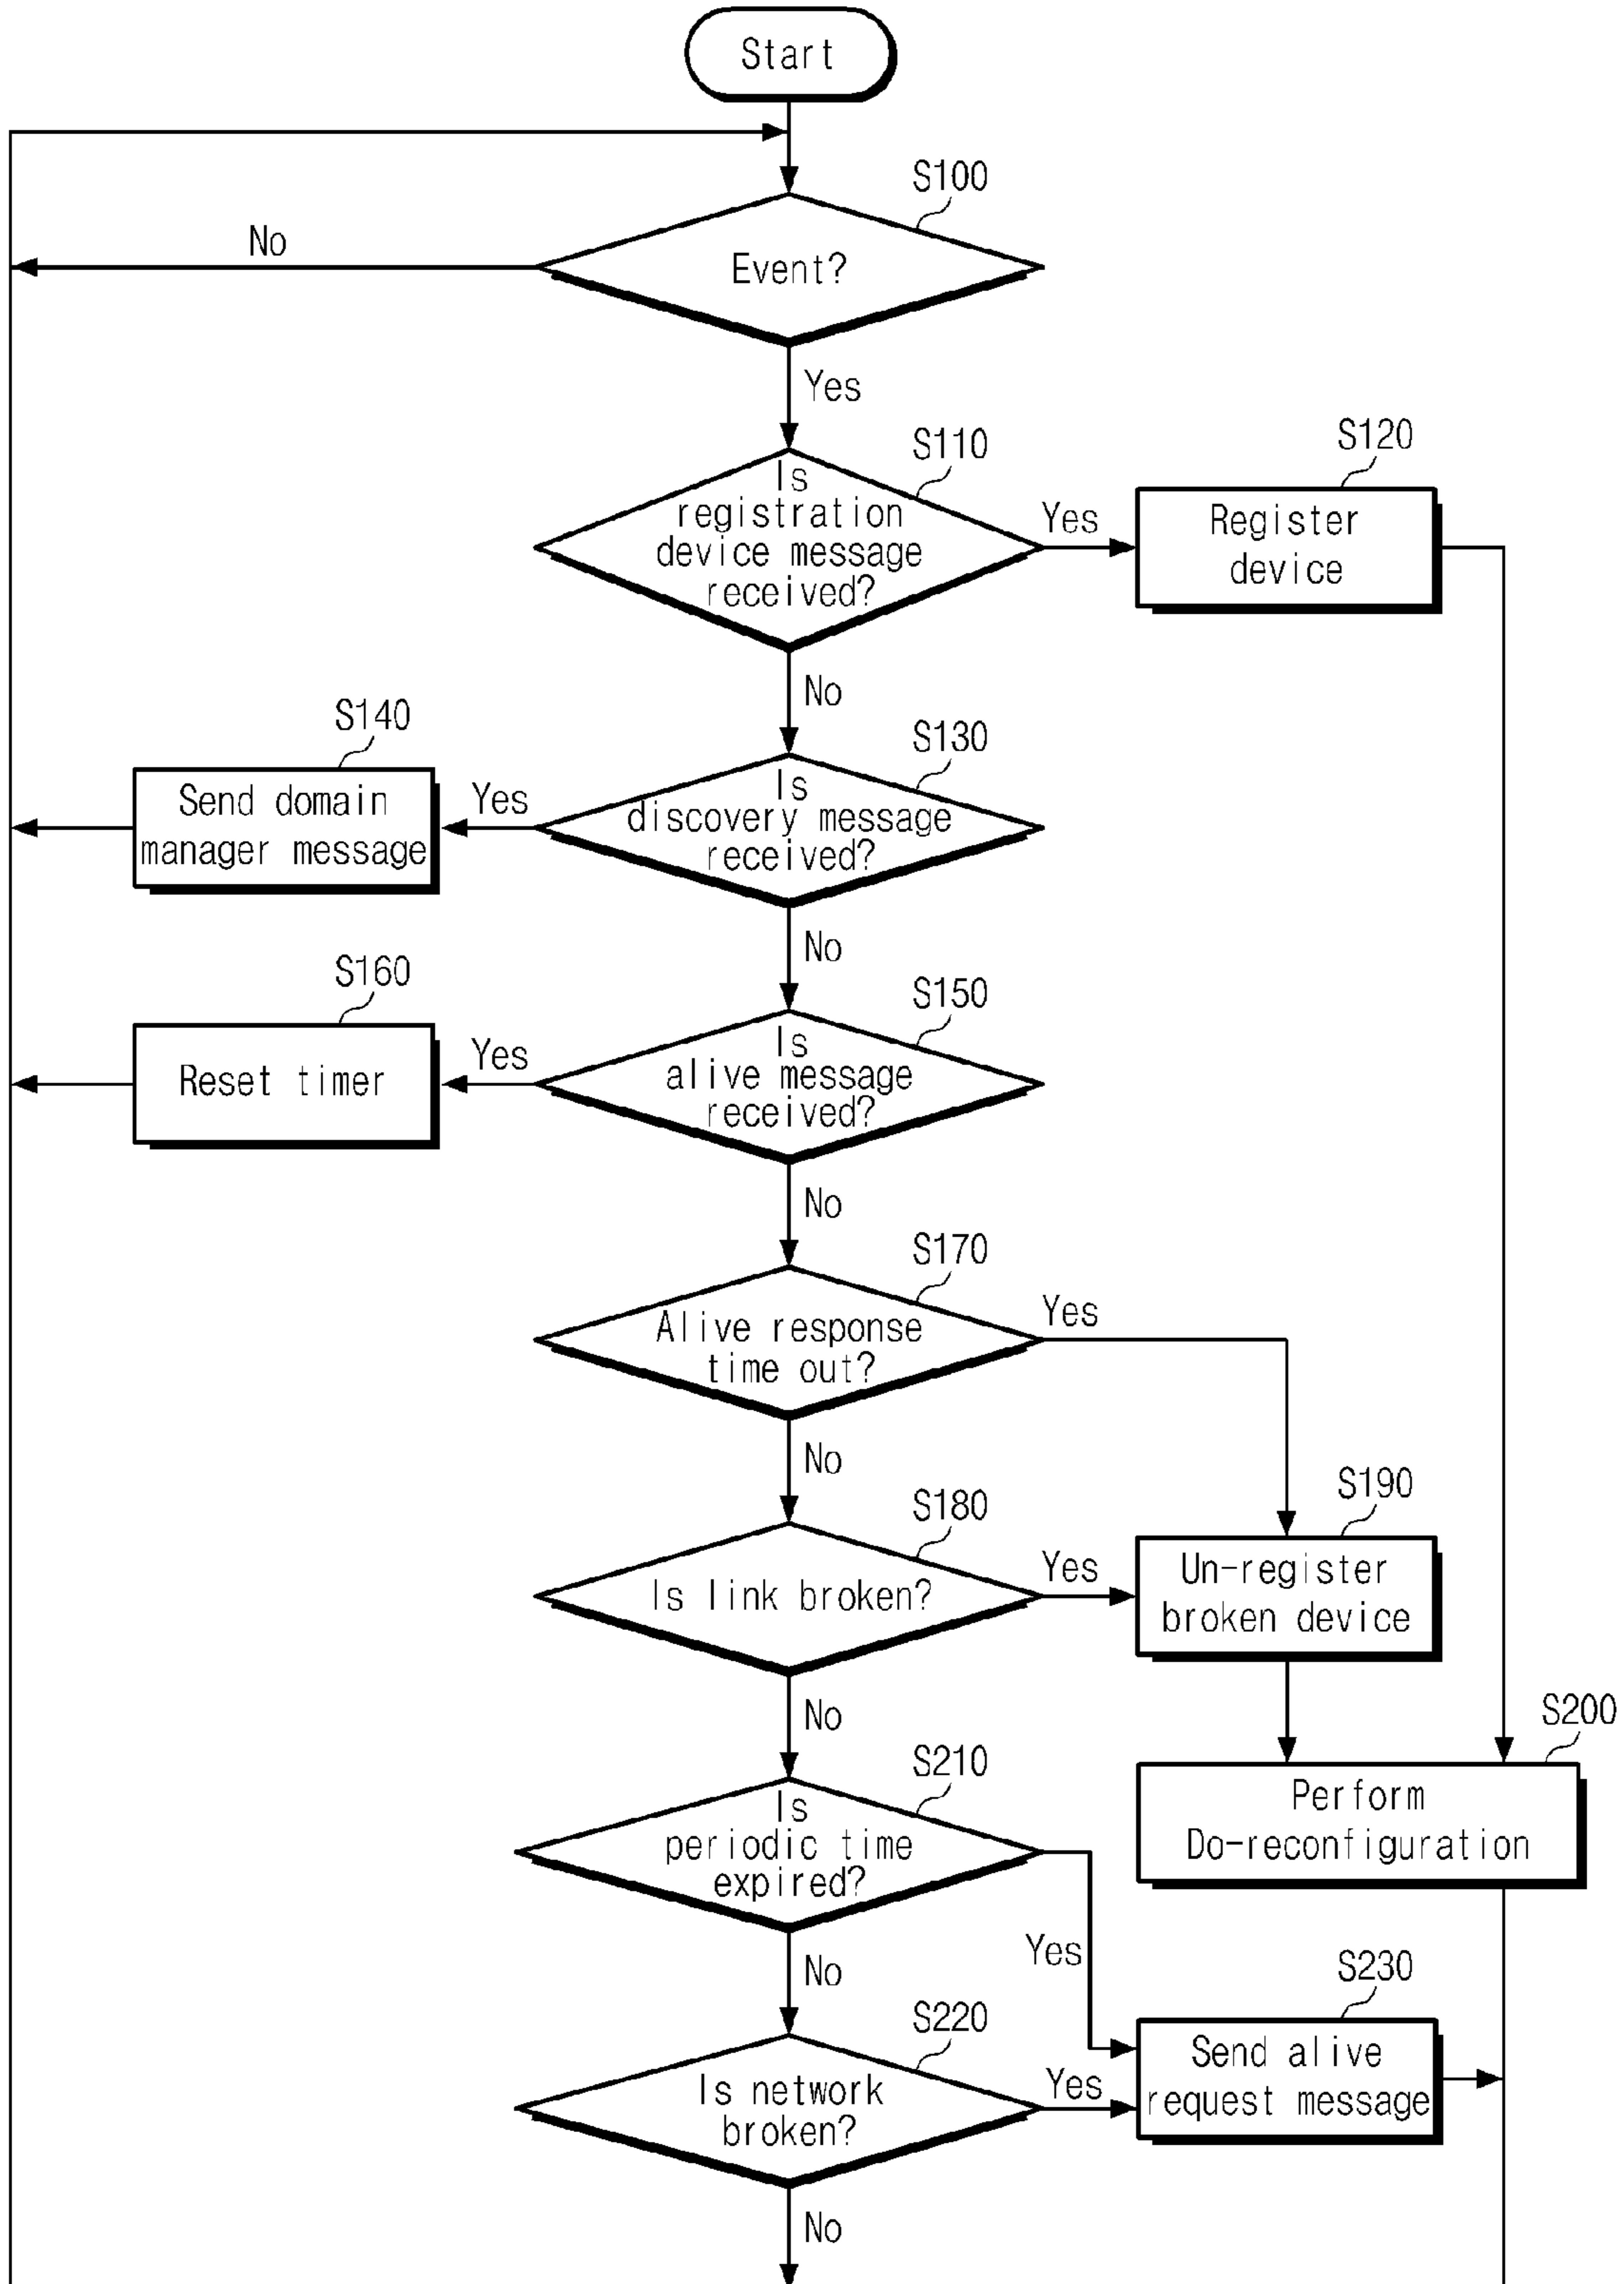 Start
S100
No
Event?
Yes
S110
S120
Is
registration
device message
received?
Yes
Register
device
No
S140
S130
Send domain
manager message
Yes
Is
discovery message
received?
No
S160
S150
Reset timer
Yes
Is
alive message
received?
No
S170
Yes
Alive response
time out?
No
S180
S190
Is link broken?
Yes
Un-register
broken device
No
S200
S210
Perform
Do-reconfiguration
Is
periodic time
expired?
Yes
No
S230
S220
Send alive
request message
Is network
broken?
Yes
No